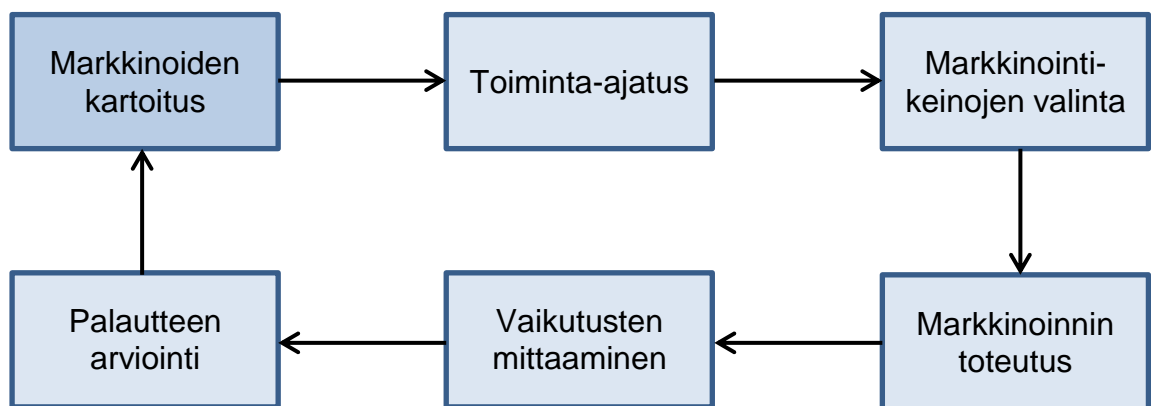 Markkinoiden
kartoitus
Toiminta-ajatus
Markkinointi-
keinojen valinta
Markkinoinnin
toteutus
Vaikutusten
mittaaminen
Palautteen
arviointi